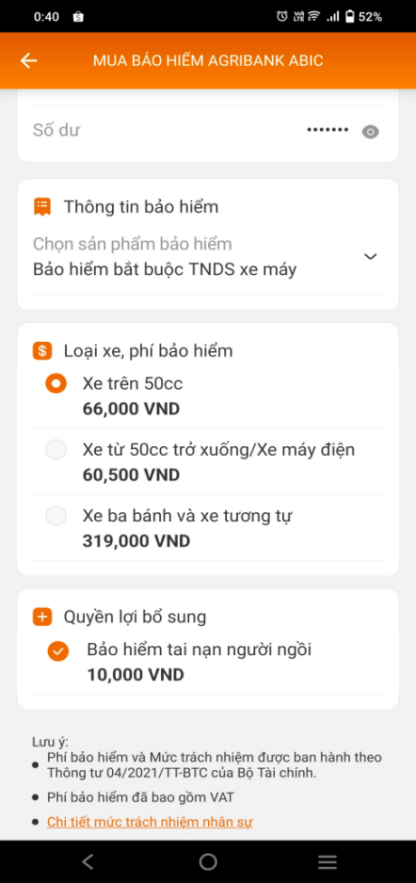 0:40
52%
MUA BẢO HIỂM AGRIBANK ABIC
Số dư •••••••
Thông tin bảo hiểm
Chọn sản phẩm bảo hiểm
Bảo hiểm bắt buộc TNDS xe máy
Loại xe, phí bảo hiểm
Xe trên 50cc
66,000 VND
Xe từ 50cc trở xuống/Xe máy điện
60,500 VND
Xe ba bánh và xe tương tự
319,000 VND
Quyền lợi bổ sung
Bảo hiểm tai nạn người ngồi
10,000 VND
Lưu ý:
• Phí bảo hiểm và Mức trách nhiệm được ban hành theo
Thông tư 04/2021/TT-BTC của Bộ Tài chính.
• Phí bảo hiểm đã bao gồm VAT
• Chi tiết mức trách nhiệm nhân sự